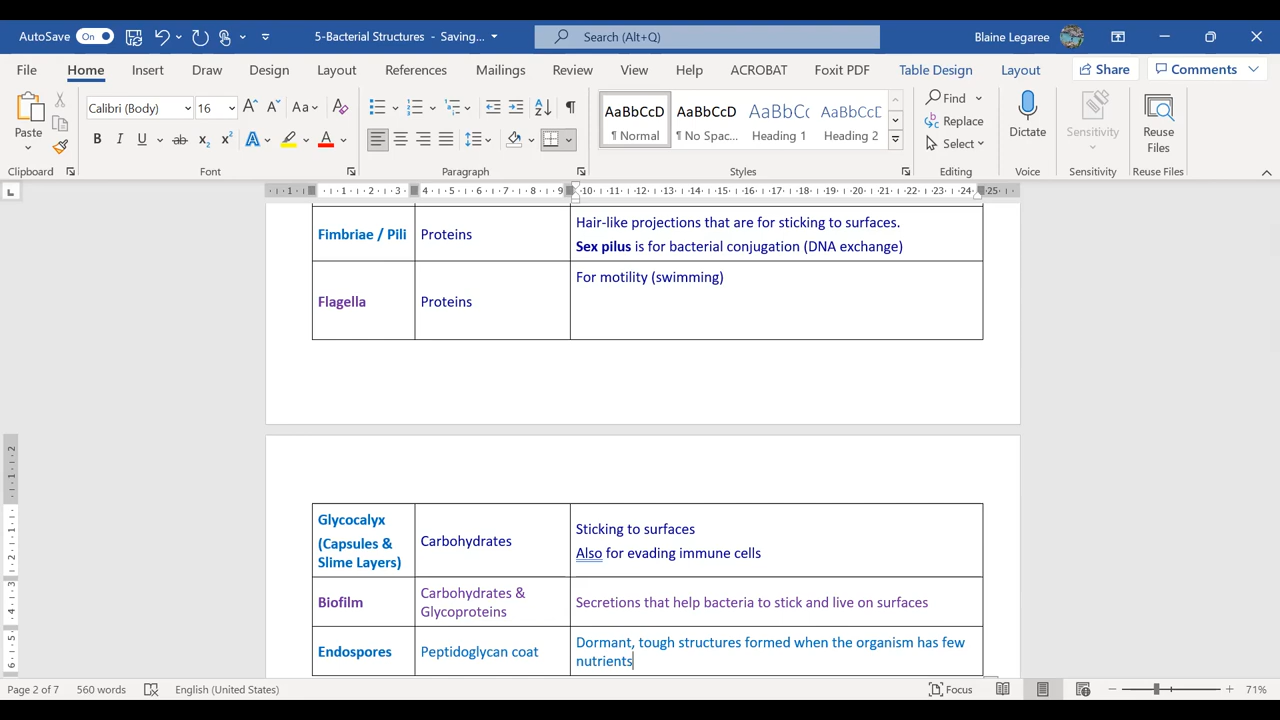 AutoSave On 5-Bacterial Structures - Saving... Search (Alt+Q) Blaine Legaree
File Home Insert Draw Design Layout References Mailings Review View Help ACROBAT Foxit PDF Table Design Layout Share Comments
Paste
Clipboard
Calibri (Body) 16
Font
Paragraph
AaBbCcD AaBbCcD AaBbCc AaBbCcD
¶ Normal ¶ No Spac... Heading 1 Heading 2
Styles
Find
Replace
Select
Editing
Dictate
Voice
Sensitivity
Sensitivity
Reuse
Files
Reuse Files
Fimbriae / Pili
Proteins
Hair-like projections that are for sticking to surfaces.
Sex pilus is for bacterial conjugation (DNA exchange)
Flagella
Proteins
For motility (swimming)
Glycocalyx
(Capsules &
Slime Layers)
Carbohydrates
Sticking to surfaces
Also for evading immune cells
Biofilm
Carbohydrates &
Glycoproteins
Secretions that help bacteria to stick and live on surfaces
Endospores
Peptidoglycan coat
Dormant, tough structures formed when the organism has few
nutrients
Page 2 of 7 560 words English (United States) Focus 71%